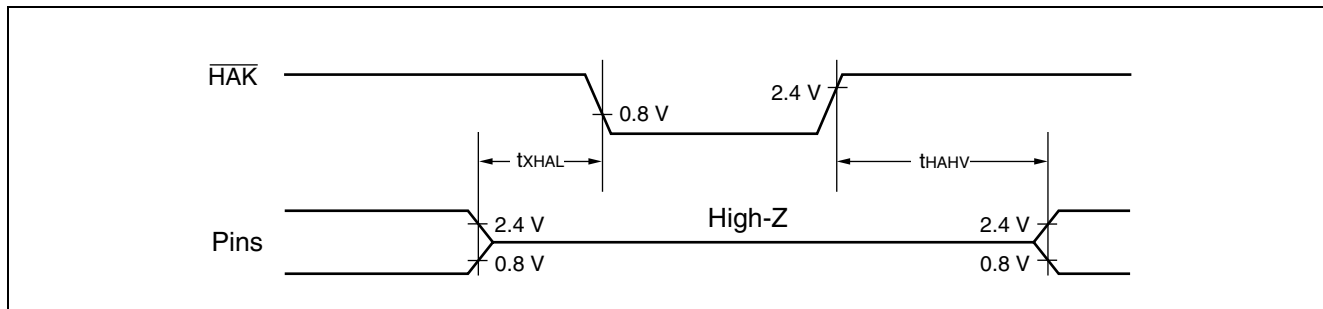 HAK
2.4 V
0.8 V
tXHAL
tHAHV
High-Z
Pins
2.4 V
2.4 V
0.8 V
0.8 V